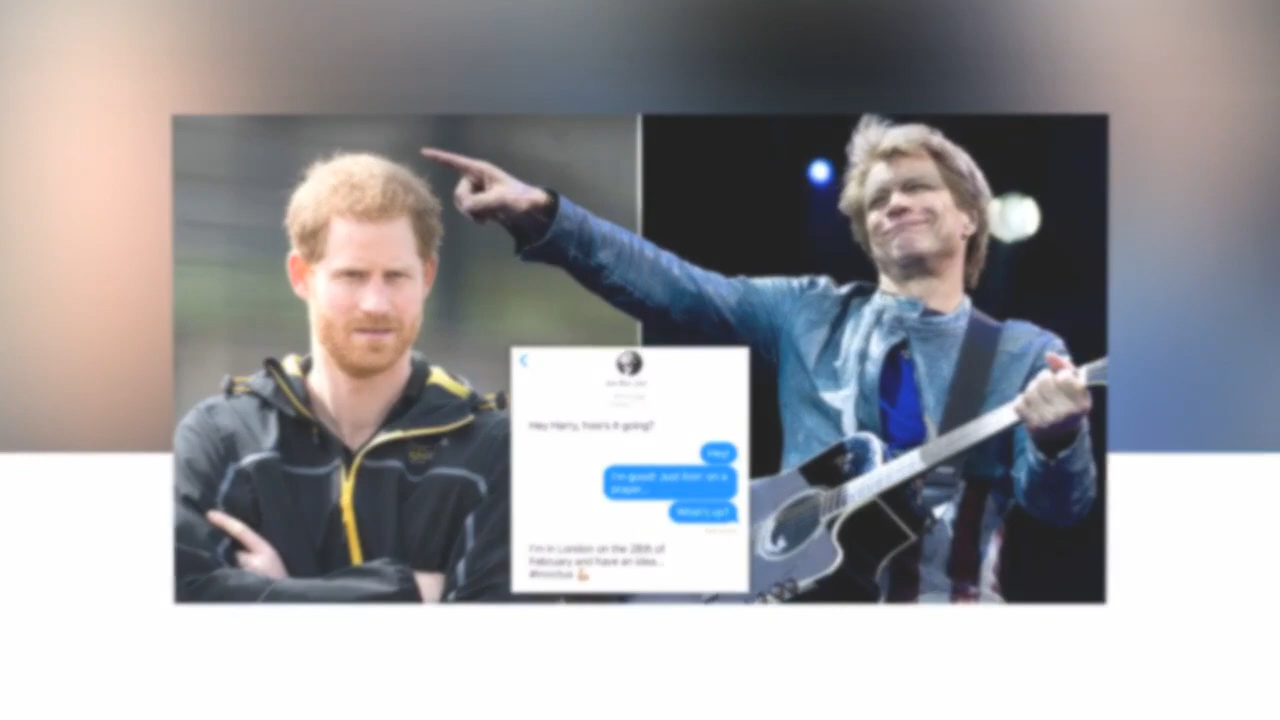 Hey Harry, how's it going?
Hey!
I'm good! Just livin' on a
prayer...
What's up?
I'm in London on the 28th of
February and have an idea...
#Invictus